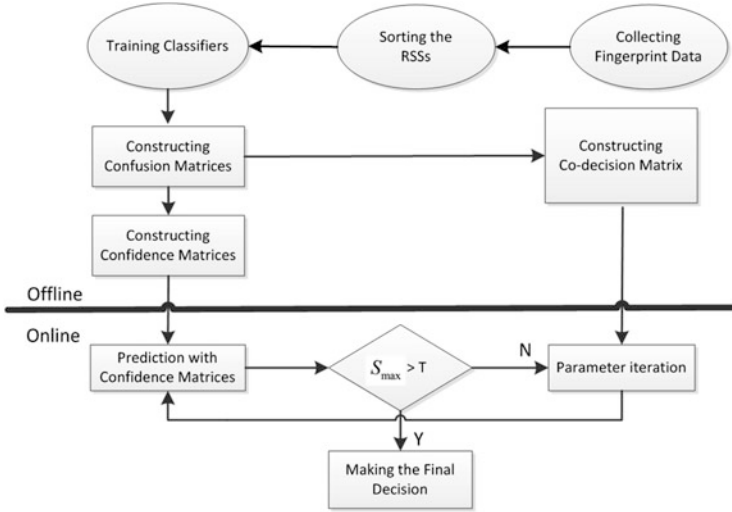 Training Classifiers
Sorting the
RSSs
Collecting
Fingerprint Data
Constructing
Confusion Matrices
Constructing
Co-decision Matrix
Constructing
Confidence Matrices
Offline
Online
Prediction with
Confidence Matrices
Smax > T
N
Parameter iteration
Y
Making the Final
Decision